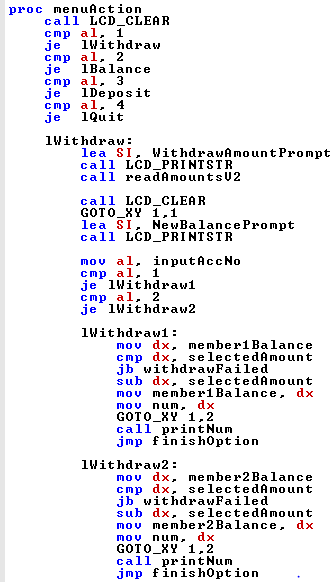 proc menuAction
call LCD_CLEAR
cmp al, 1
je lWithdraw
cmp al, 2
je lBalance
cmp al, 3
je lDeposit
cmp al, 4
je lQuit
lWithdraw:
lea SI, WithdrawAmountPrompt
call LCD_PRINTSTR
call readAmountsV2
call LCD_CLEAR
GOTO_XY 1,1
lea SI, NewBalancePrompt
call LCD_PRINTSTR
mov al, inputAccNo
cmp al, 1
je lWithdraw1
cmp al, 2
je lWithdraw2
lWithdraw1:
mov dx, member1Balance
cmp dx, selectedAmount
jb withdrawFailed
sub dx, selectedAmount
mov member1Balance, dx
mov num, dx
GOTO_XY 1,2
call printNum
jmp finishOption
lWithdraw2:
mov dx, member2Balance
cmp dx, selectedAmount
jb withdrawFailed
sub dx, selectedAmount
mov member2Balance, dx
mov num, dx
GOTO_XY 1,2
call printNum
jmp finishOption